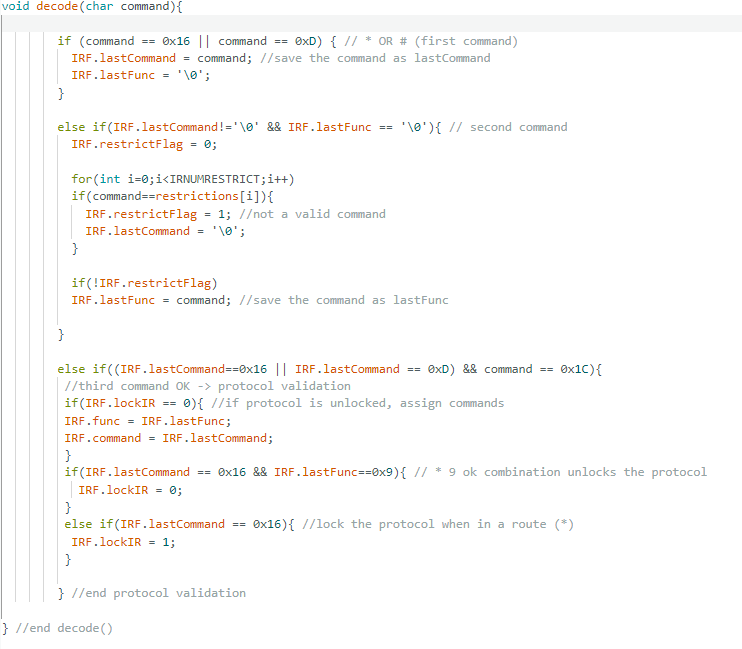 void decode(char command){
if (command == 0x16 || command == 0xD) { // * OR # (first command)
IRF.lastCommand = command; //save the command as lastCommand
IRF.lastFunc = '\0';
}
else if(IRF.lastCommand!='\0' && IRF.lastFunc == '\0'){ // second command
IRF.restrictFlag = 0;
for(int i=0;i<IRNUMRESTRICT;i++)
if(command==restrictions[i]){
IRF.restrictFlag = 1; //not a valid command
IRF.lastCommand = '\0';
}
if(!IRF.restrictFlag)
IRF.lastFunc = command; //save the command as lastFunc
}
else if((IRF.lastCommand==0x16 || IRF.lastCommand == 0xD) && command == 0x1C){
//third command OK -> protocol validation
if(IRF.lockIR == 0){ //if protocol is unlocked, assign commands
IRF.func = IRF.lastFunc;
IRF.command = IRF.lastCommand;
}
if(IRF.lastCommand == 0x16 && IRF.lastFunc==0x9){ // * 9 ok combination unlocks the protocol
IRF.lockIR = 0;
}
else if(IRF.lastCommand == 0x16){ //lock the protocol when in a route (*)
IRF.lockIR = 1;
}
} //end protocol validation
} //end decode()